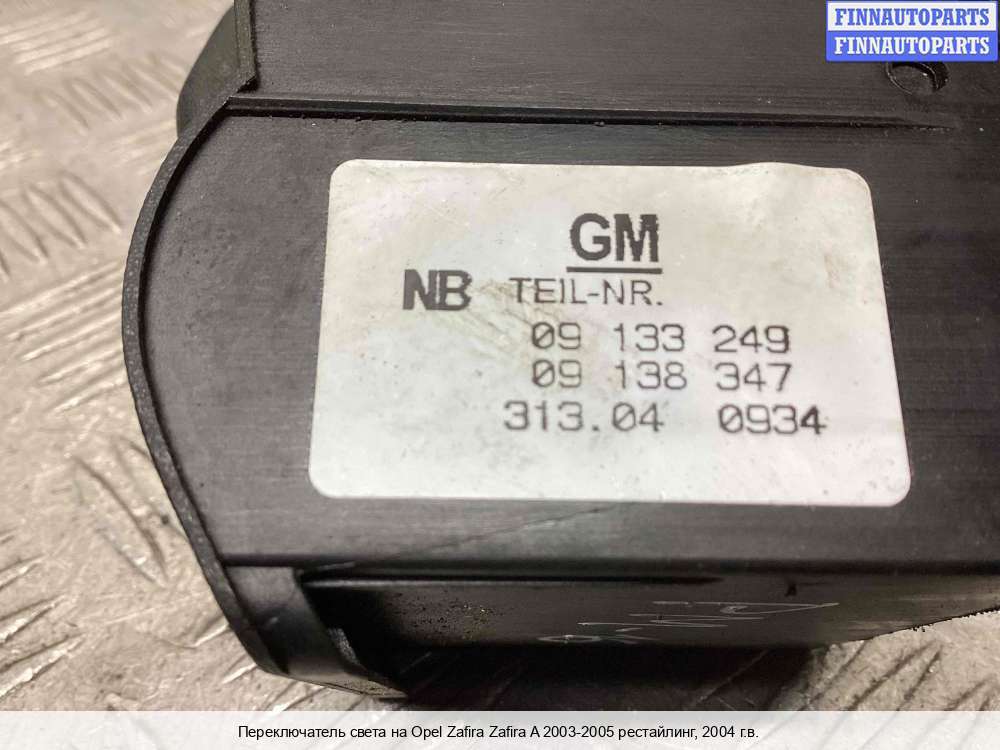 FINNAUTOPARTS
FINNAUTOPARTS
GM
NB TEIL-NR.
09 133 249
09 138 347
313.04 0934
Переключатель света на Opel Zafira Zafira A 2003-2005 рестайлинг, 2004 г.в.